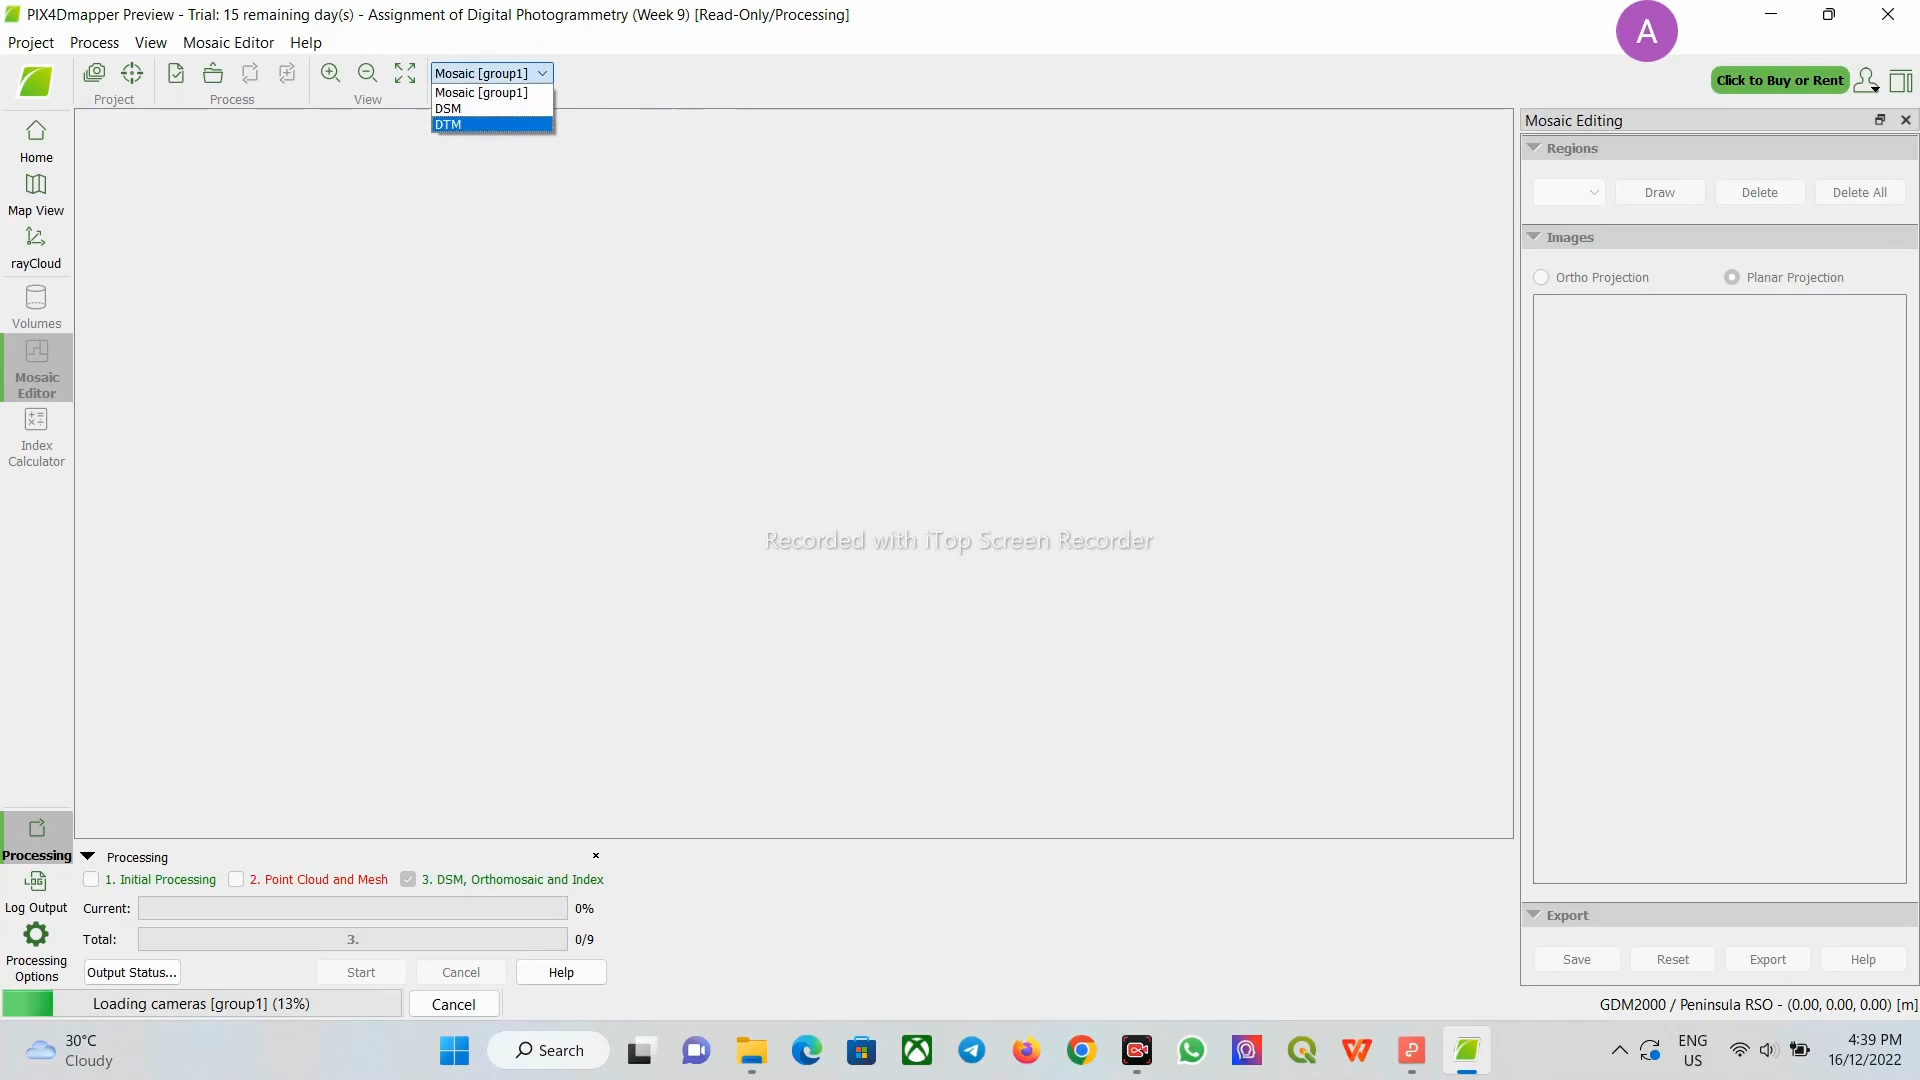 PIX4Dmapper Preview - Trial: 15 remaining day(s) - Assignment of Digital Photogrammetry (Week 9) [Read-Only/Processing]
A
Project Process View Mosaic Editor Help
Mosaic [group1]
Mosaic [group1]
DSM
DTM
Project Process View
Click to Buy or Rent
Home
Map View
rayCloud
Volumes
Mosaic
Editor
Index
Calculator
Mosaic Editing
Regions
Draw Delete Delete All
Images
Ortho Projection Planar Projection
Recorded with iTop Screen Recorder
Export
Save Reset Export Help
Processing
Log Output
Processing
Options
Processing
1. Initial Processing 2. Point Cloud and Mesh 3. DSM, Orthomosaic and Index
Current: 0%
Total: 3. 0/9
Output Status... Start Cancel Help
Loading cameras [group1] (13%) Cancel
GDM2000 / Peninsula RSO - (0.00, 0.00, 0.00) [m]
30°C
Cloudy
Search
ENG
US
4:39 PM
16/12/2022